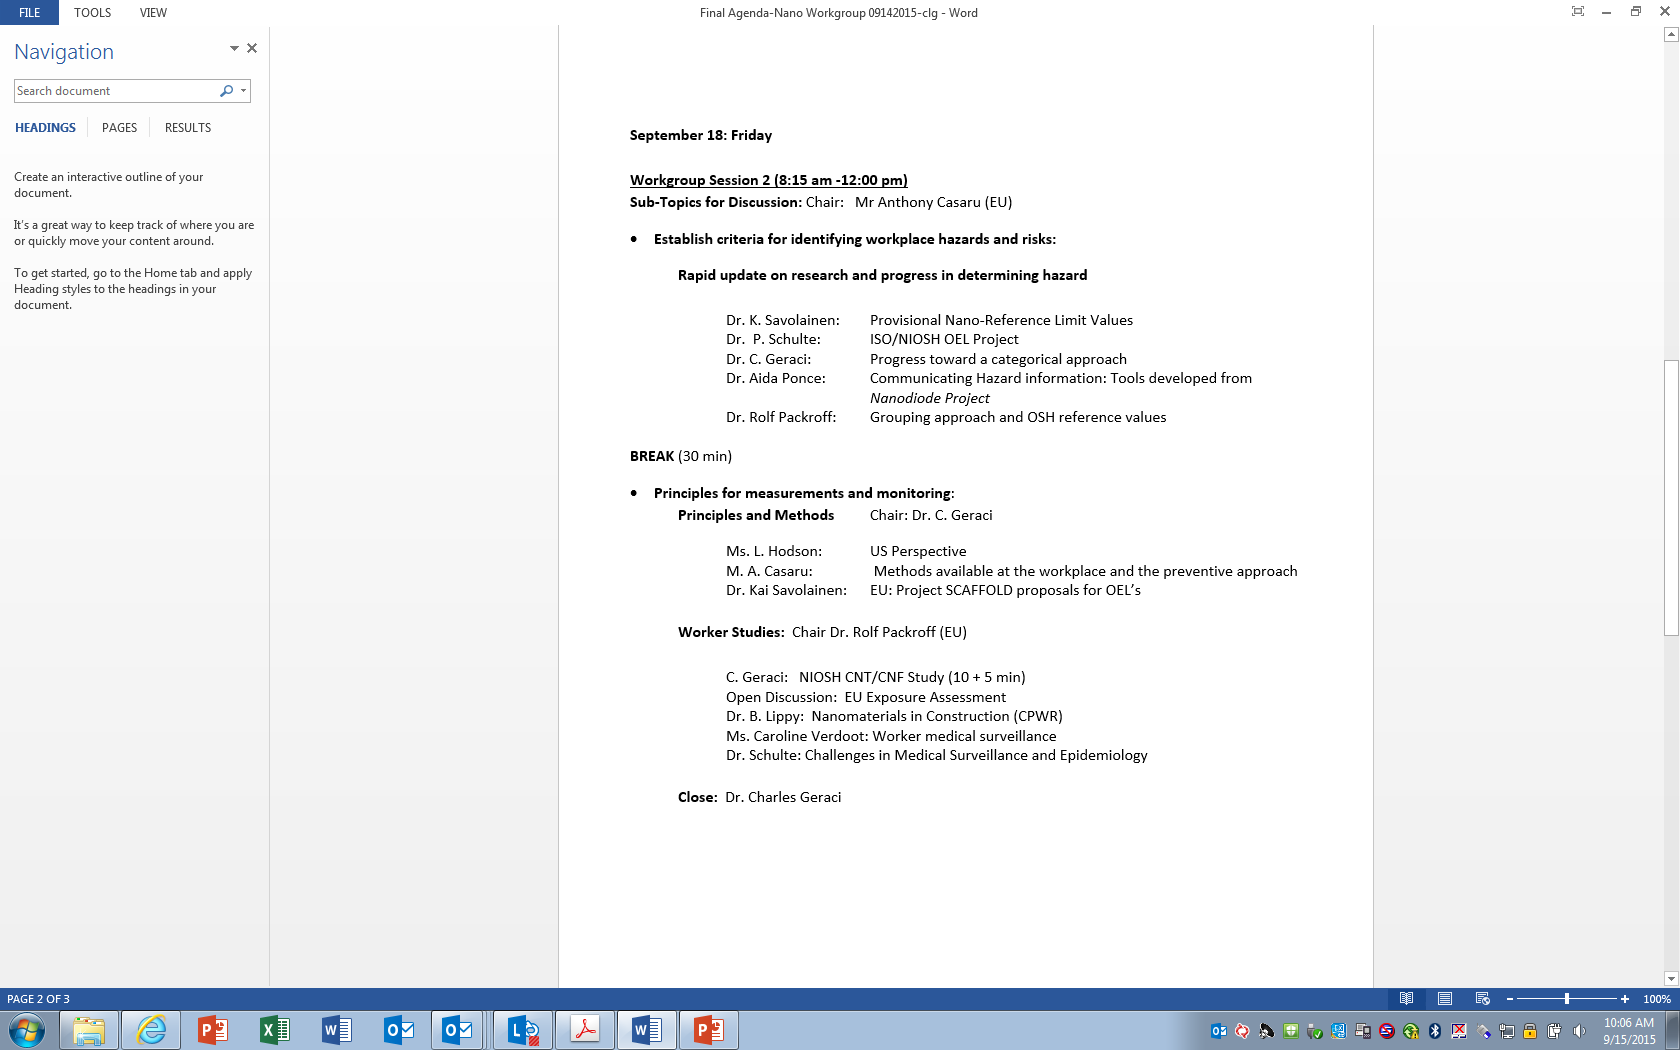 FILE TOOLS VIEW Final Agenda-Nano Workgroup 09142015-clg - Word
Navigation
Search document
HEADINGS PAGES RESULTS
Create an interactive outline of your
document.
It's a great way to keep track of where you are
or quickly move your content around.
To get started, go to the Home tab and apply
Heading styles to the headings in your
document.
September 18: Friday
Workgroup Session 2 (8:15 am -12:00 pm)
Sub-Topics for Discussion: Chair: Mr Anthony Casaru (EU)
• Establish criteria for identifying workplace hazards and risks:
Rapid update on research and progress in determining hazard
Dr. K. Savolainen: Provisional Nano-Reference Limit Values
Dr. P. Schulte: ISO/NIOSH OEL Project
Dr. C. Geraci: Progress toward a categorical approach
Dr. Aida Ponce: Communicating Hazard information: Tools developed from
Nanodiode Project
Dr. Rolf Packroff: Grouping approach and OSH reference values
BREAK (30 min)
• Principles for measurements and monitoring:
Principles and Methods Chair: Dr. C. Geraci
Ms. L. Hodson: US Perspective
M. A. Casaru: Methods available at the workplace and the preventive approach
Dr. Kai Savolainen: EU: Project SCAFFOLD proposals for OEL's
Worker Studies: Chair Dr. Rolf Packroff (EU)
C. Geraci: NIOSH CNT/CNF Study (10 + 5 min)
Open Discussion: EU Exposure Assessment
Dr. B. Lippy: Nanomaterials in Construction (CPWR)
Ms. Caroline Verdoot: Worker medical surveillance
Dr. Schulte: Challenges in Medical Surveillance and Epidemiology
Close: Dr. Charles Geraci
PAGE 2 OF 3 100%
10:06 AM
9/15/2015